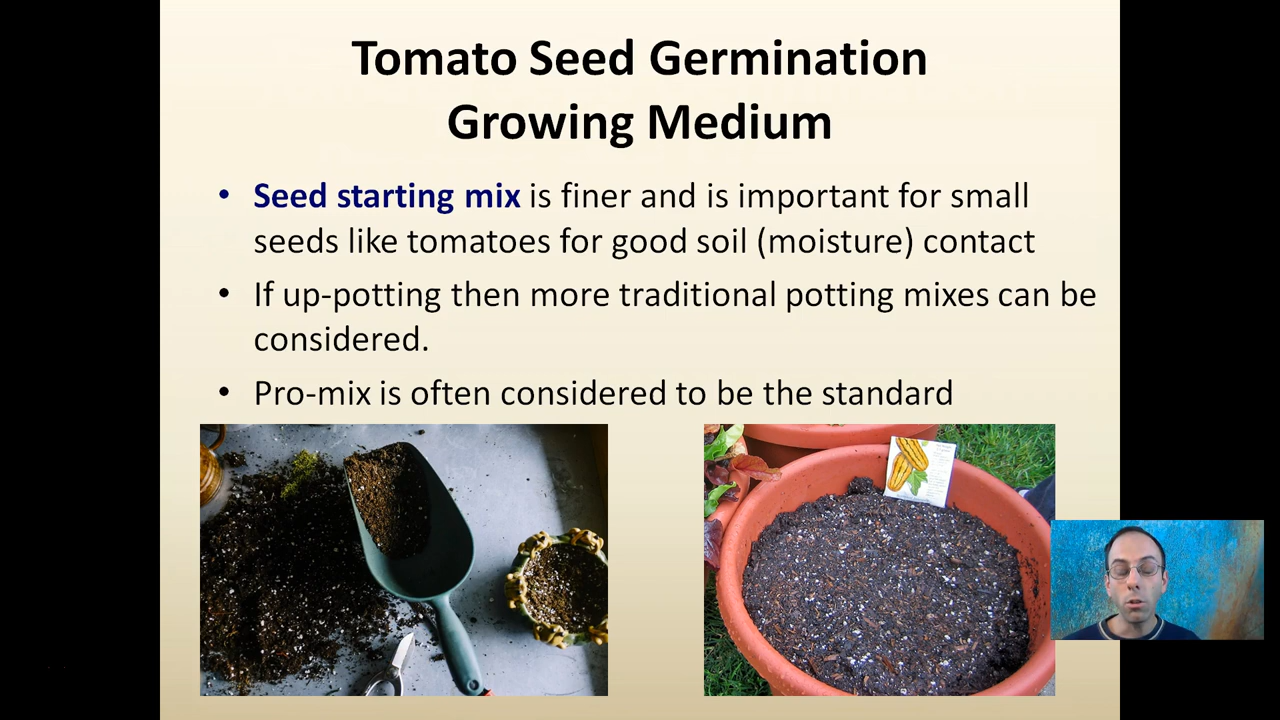 Tomato Seed Germination
Growing Medium
• Seed starting mix is finer and is important for small
seeds like tomatoes for good soil (moisture) contact
• If up-potting then more traditional potting mixes can be
considered.
• Pro-mix is often considered to be the standard